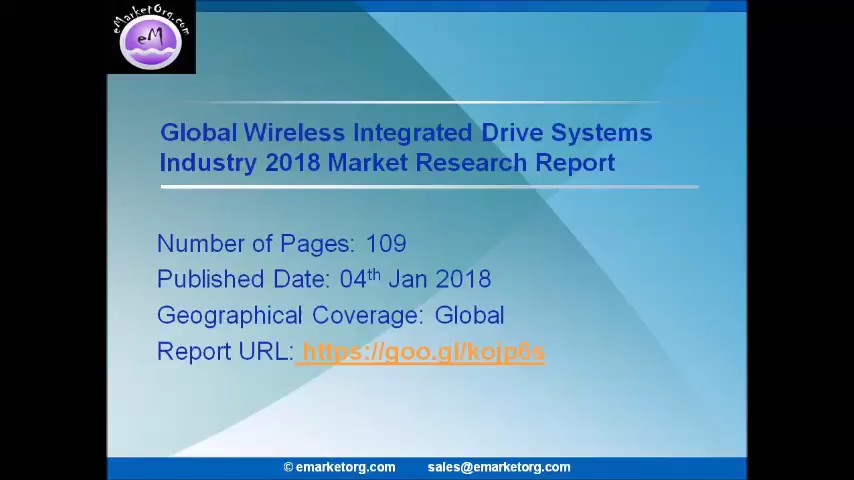 eMarketOrg.com
eM
Global Wireless Integrated Drive Systems
Industry 2018 Market Research Report
Number of Pages: 109
Published Date: 04th Jan 2018
Geographical Coverage: Global
Report URL: https://goo.gl/kojp6s
© emarketorg.com sales@emarketorg.com